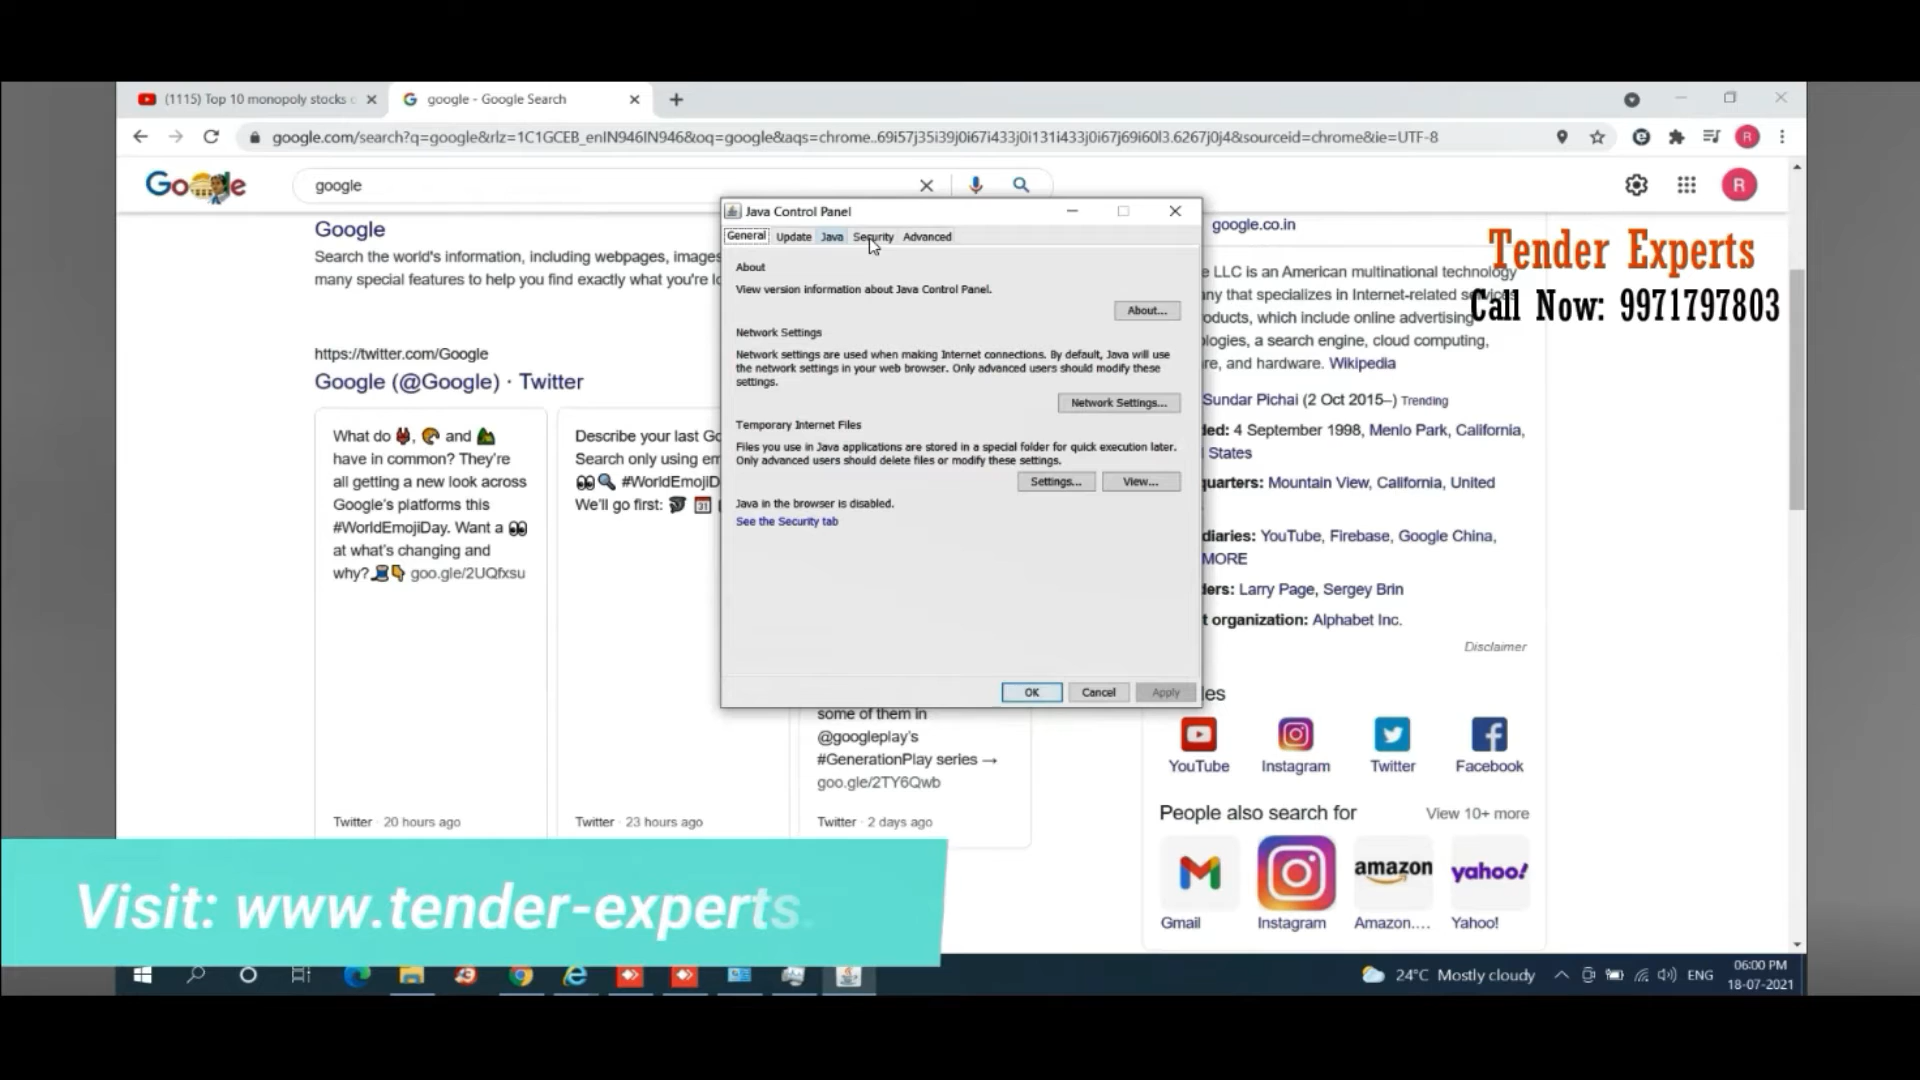 (1115) Top 10 monopoly stocks
google - Google Search
google.com/search?q=google&rlz=1C1GCEB_enIN946IN946&oq=google&aqs=chrome..69i57j35i39j0i67i433j0i131i433j0i67j69i60l3.6267j0j4&sourceid=chrome&ie=UTF-8
R
Google
google
R
Google
Search the world's information, including webpages, images
many special features to help you find exactly what you're
https://twitter.com/Google
Google (@Google) · Twitter
What do and
have in common? They're
all getting a new look across
Google's platforms this
#WorldEmojiDay. Want a
at what's changing and
why? goo.gle/2UQfxsu
Twitter · 20 hours ago
Describe your last
Search only using
#WorldEmojiD
We'll go first:
Twitter · 23 hours ago
some of them in
@googleplay's
#GenerationPlay series →
goo.gle/2TY6Qwb
Twitter · 2 days ago
Java Control Panel
General Update Java Security Advanced
About
View version information about Java Control Panel.
About...
Network Settings
Network settings are used when making Internet connections. By default, Java will use
the network settings in your web browser. Only advanced users should modify these
settings.
Network Settings...
Temporary Internet Files
Files you use in Java applications are stored in a special folder for quick execution later.
Only advanced users should delete files or modify these settings.
Settings... View...
Java in the browser is disabled.
See the Security tab
OK Cancel Apply
google.co.in
Tender Experts
Call Now: 9971797803
e LLC is an American multinational technology
ny that specializes in Internet-related services
oducts, which include online advertising
logies, a search engine, cloud computing,
re, and hardware. Wikipedia
Sundar Pichai (2 Oct 2015–) Trending
ded: 4 September 1998, Menlo Park, California,
States
quarters: Mountain View, California, United
diaries: YouTube, Firebase, Google China,
MORE
ders: Larry Page, Sergey Brin
t organization: Alphabet Inc.
Disclaimer
les
YouTube Instagram Twitter Facebook
People also search for View 10+ more
amazon yahoo!
Gmail Instagram Amazon.... Yahoo!
Visit: www.tender-experts.
24°C Mostly cloudy
ENG
06:00 PM
18-07-2021